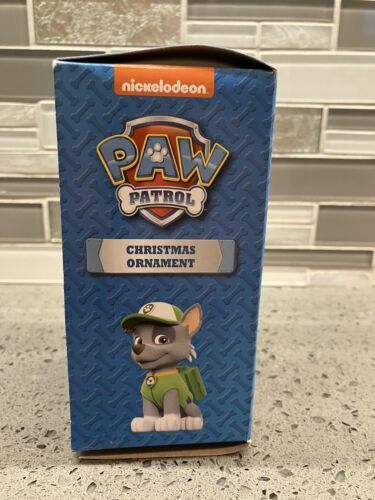 nickelodeon
PAW
PATROL
CHRISTMAS
ORNAMENT